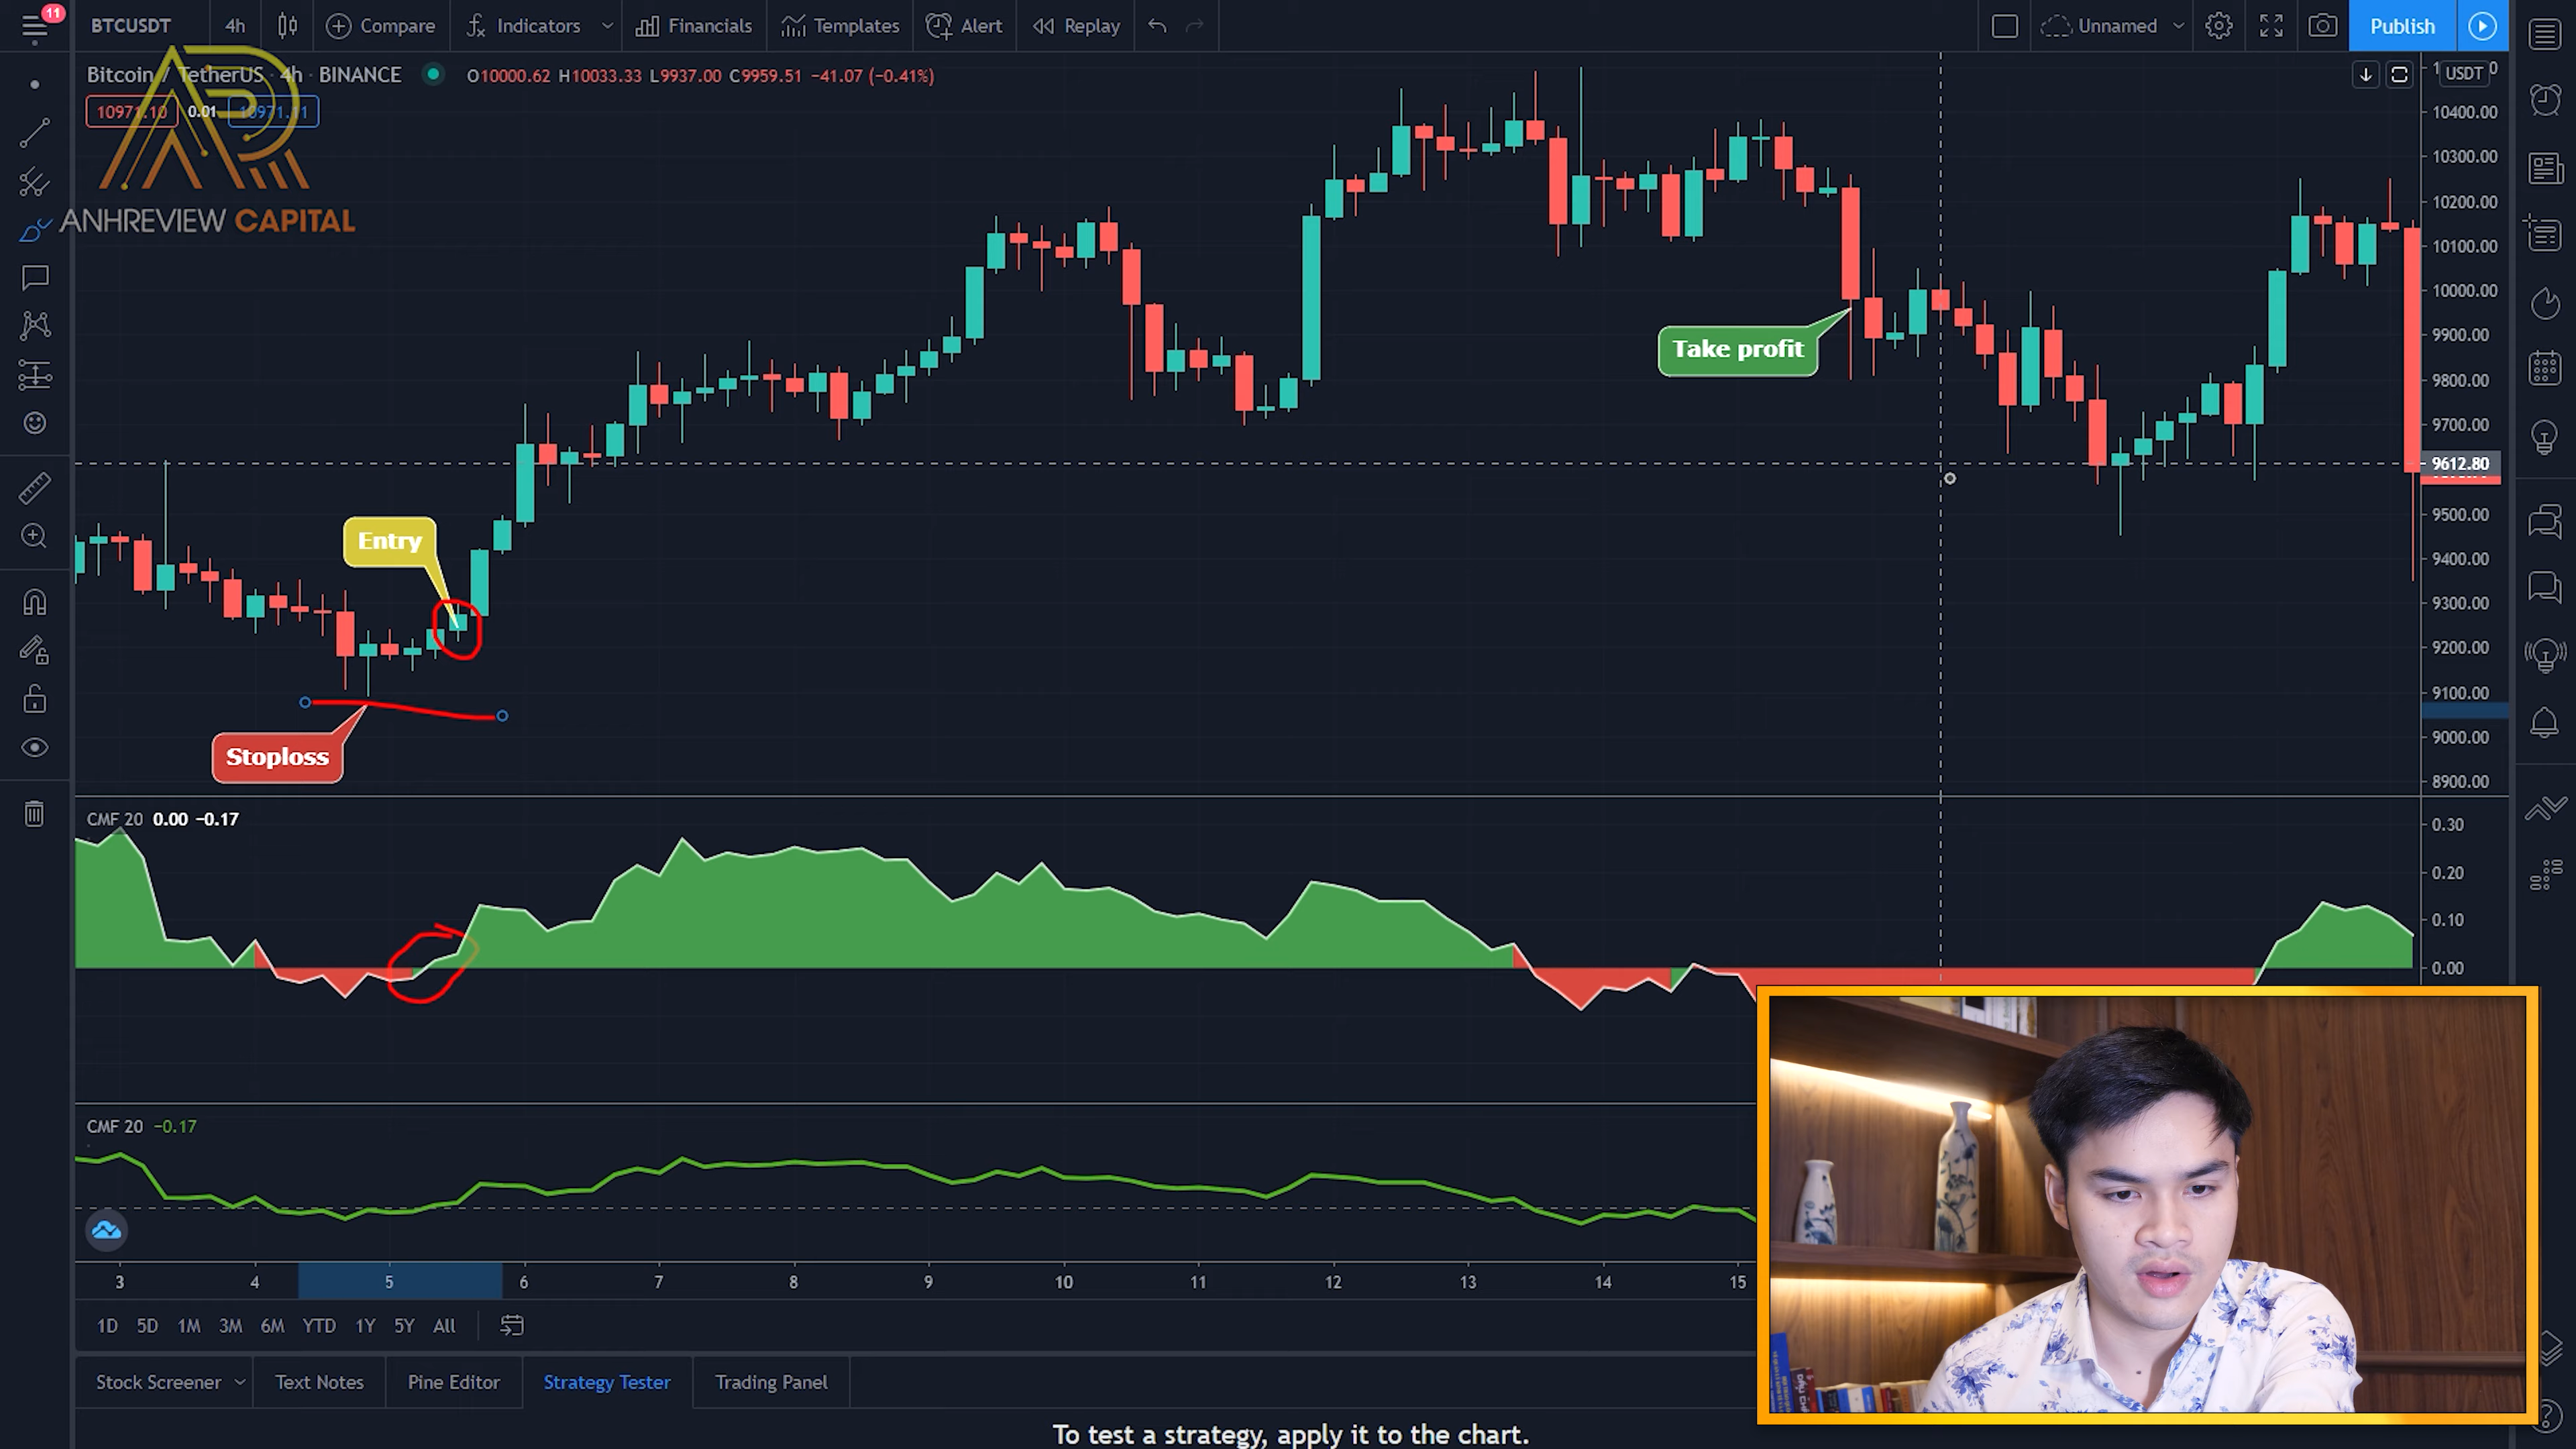 11
BTCUSDT 4h Compare Indicators Financials Templates Alert Replay Unnamed Publish
Bitcoin / TetherUS · 4h · BINANCE O10000.62 H10033.33 L9937.00 C9959.51 −41.07 (−0.41%)
USDT
10971.10 0.01 10971.11
ANHREVIEW CAPITAL
10400.00
10300.00
10200.00
10100.00
10000.00
9900.00
Take profit
9800.00
9700.00
9612.80
9500.00
Entry
9400.00
9300.00
9200.00
9100.00
Stoploss
9000.00
8900.00
CMF 20 0.00 −0.17
0.30
0.20
0.10
0.00
CMF 20 −0.17
3 4 5 6 7 8 9 10 11 12 13 14 15
1D 5D 1M 3M 6M YTD 1Y 5Y All
Stock Screener Text Notes Pine Editor Strategy Tester Trading Panel
To test a strategy, apply it to the chart.